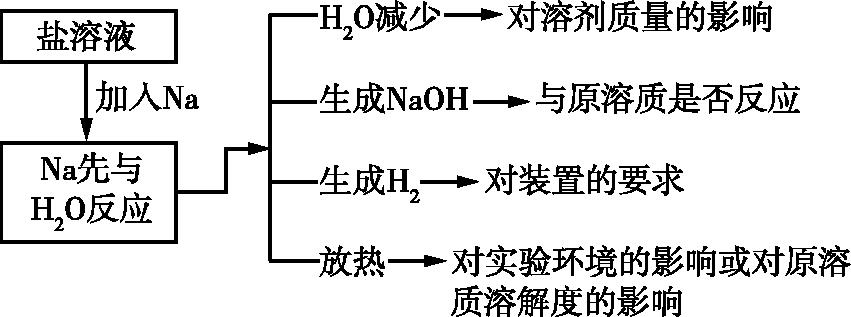 盐溶液
加入Na
Na先与
H₂O反应
H₂O减少 对溶剂质量的影响
生成NaOH 与原溶质是否反应
生成H₂ 对装置的要求
放热 对实验环境的影响或对原溶
质溶解度的影响